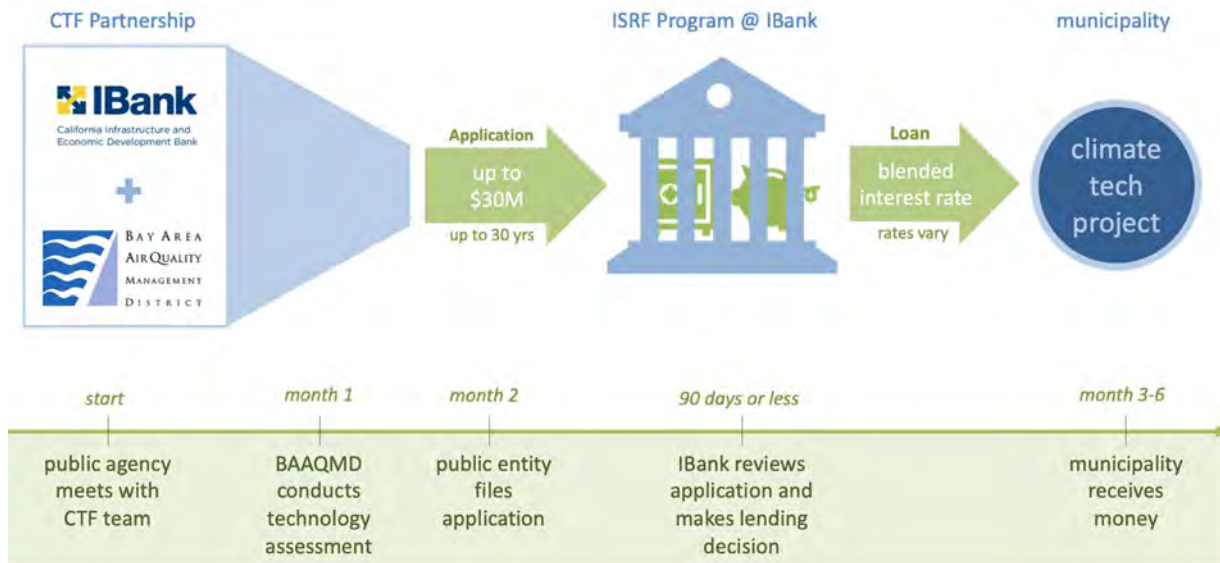 CTF Partnership
ISRF Program @ IBank
municipality
IBank
California Infrastructure and
Economic Development Bank
BAY AREA
AIRQUALITY
MANAGEMENT
DISTRICT
Application
up to
$30M
up to 30 yrs
Loan
blended
interest rate
rates vary
climate
tech
project
start
month 1
month 2
90 days or less
month 3-6
public agency
meets with
CTF team
BAAQMD
conducts
technology
assessment
public entity
files
application
IBank reviews
application and
makes lending
decision
municipality
receives
money